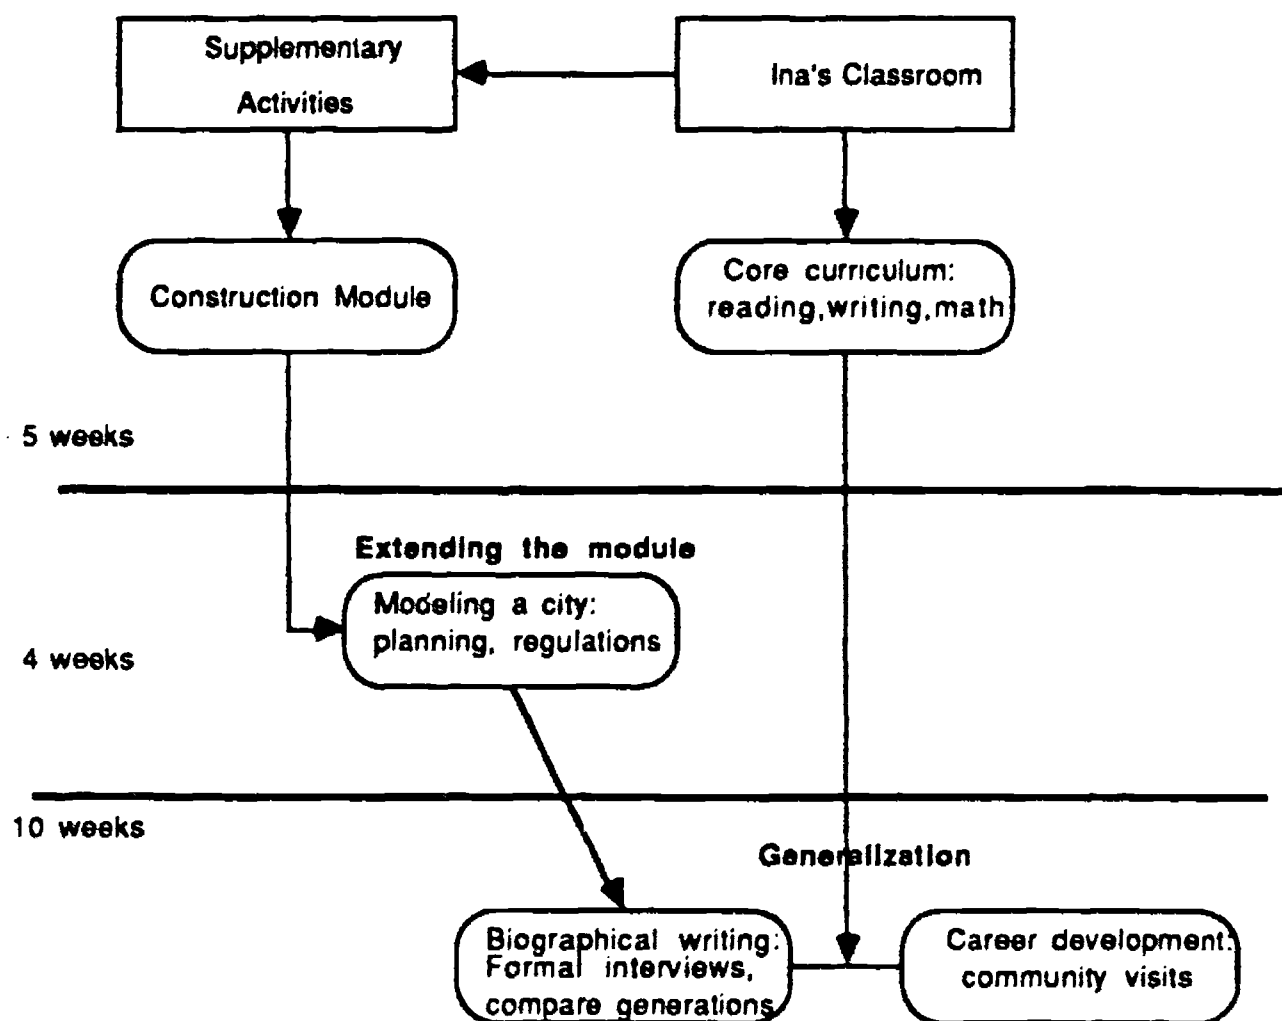 Supplementary
Activities
Ina's Classroom
Construction Module
Core curriculum:
reading,writing,math
5 weeks
Extending the module
Modeling a city:
planning, regulations
4 weeks
10 weeks
Generalization
Biographical writing:
Formal interviews,
compare generations
Career development:
community visits